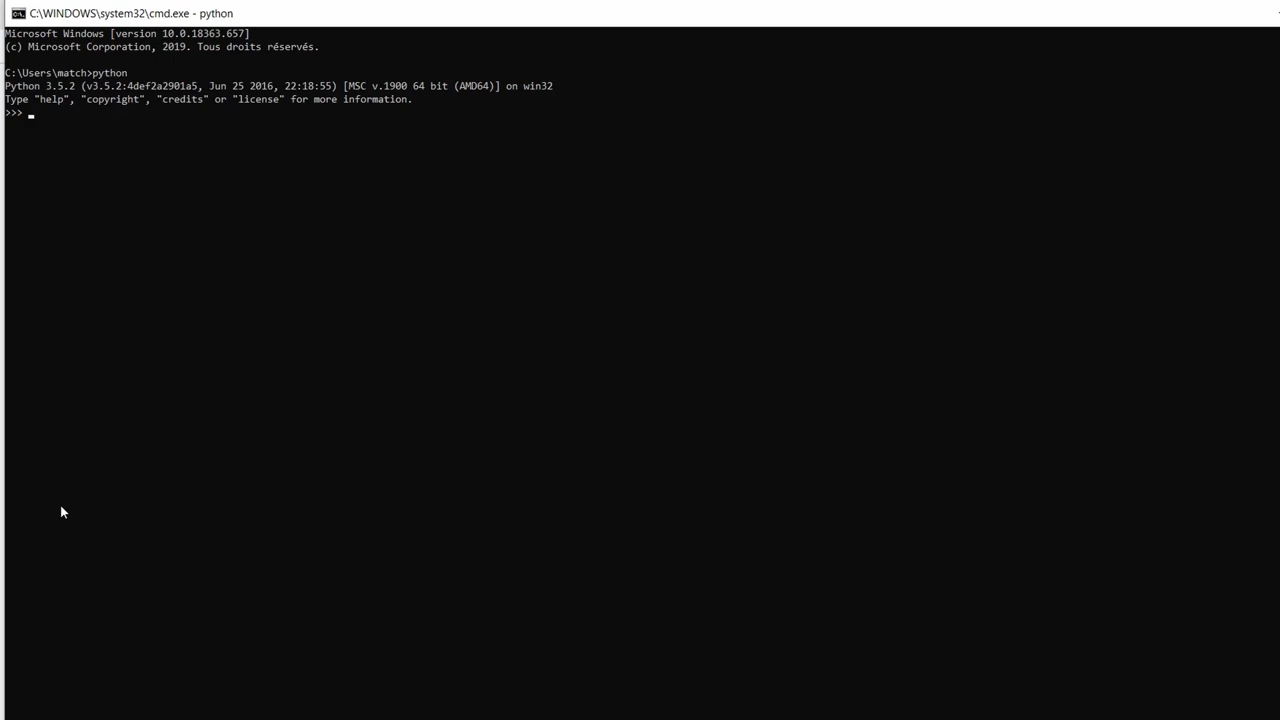 C:\WINDOWS\system32\cmd.exe - python
Microsoft Windows [version 10.0.18363.657]
(c) Microsoft Corporation, 2019. Tous droits réservés.
C:\Users\match>python
Python 3.5.2 (v3.5.2:4def2a2901a5, Jun 25 2016, 22:18:55) [MSC v.1900 64 bit (AMD64)] on win32
Type "help", "copyright", "credits" or "license" for more information.
>>>